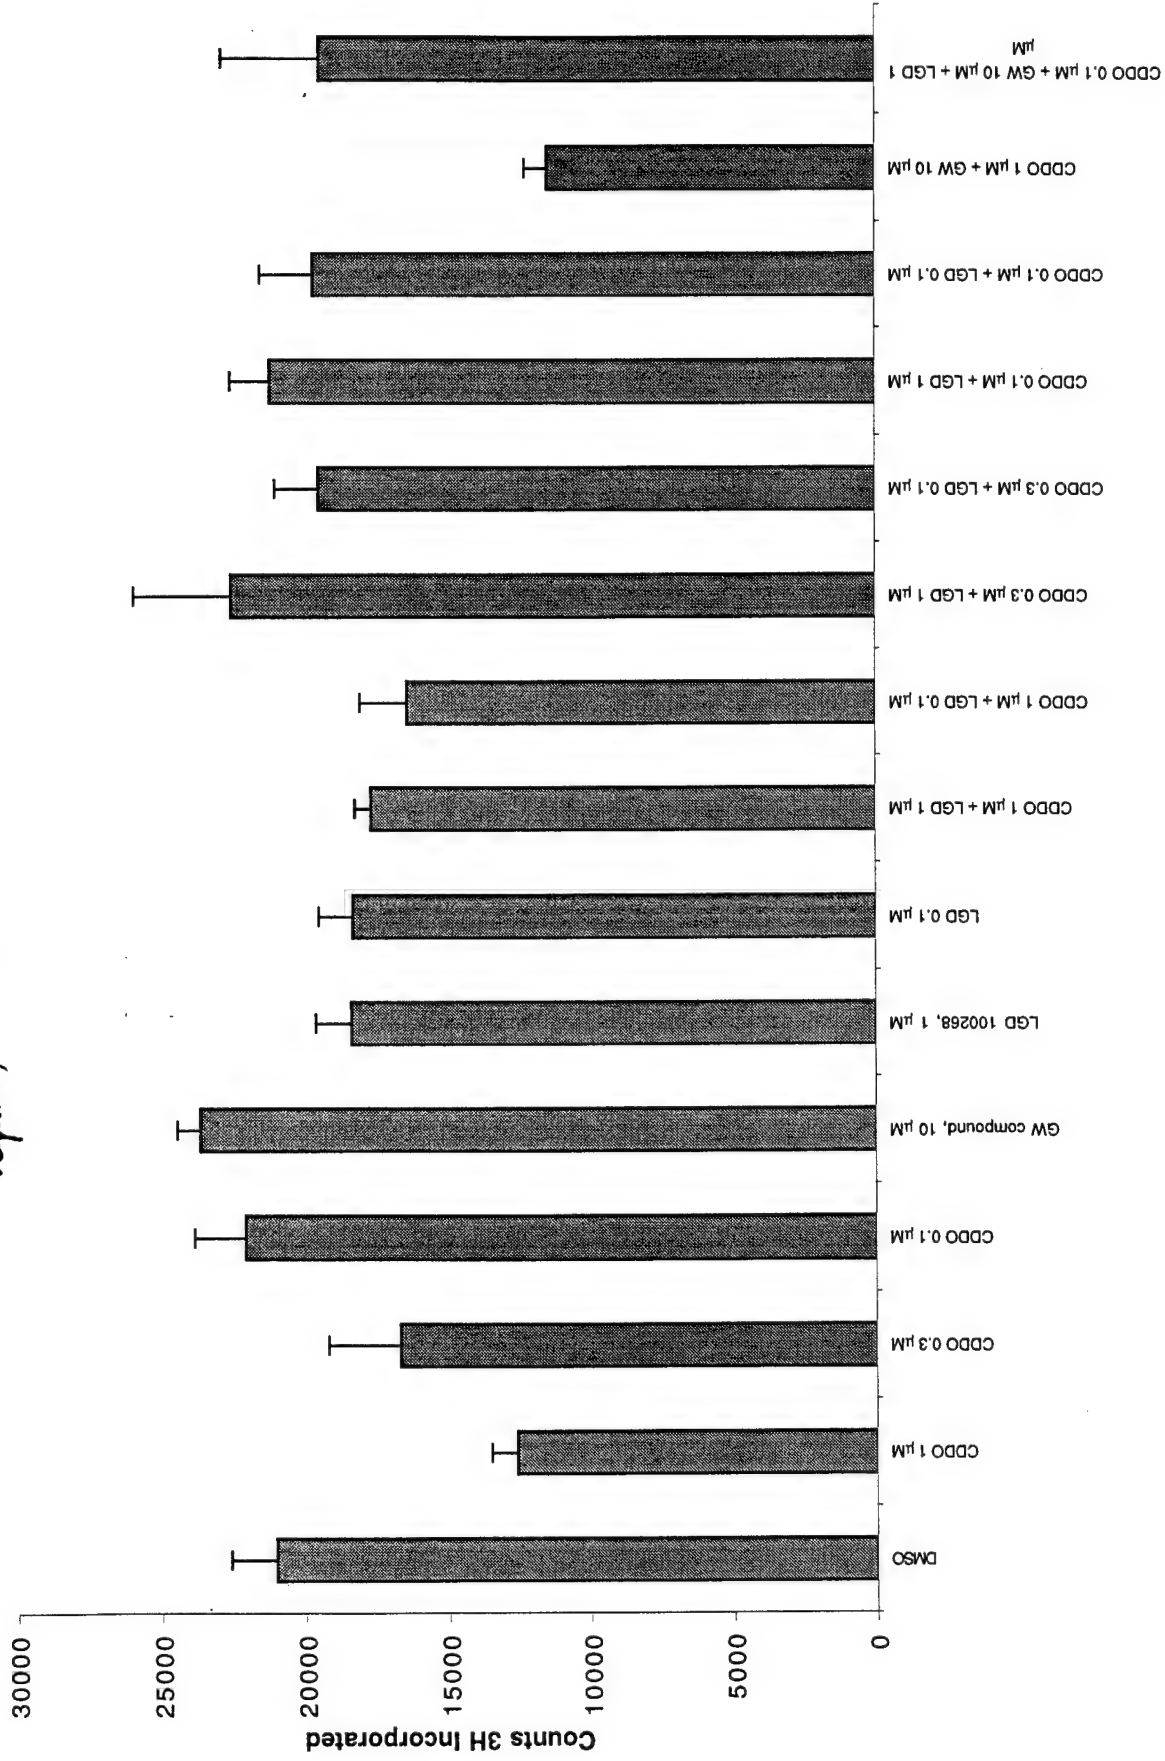 Counts 3H Incorporated
30000
25000
20000
15000
10000
5000
0
DMSO
CDDO 1 µM
CDDO 0.3 µM
CDDO 0.1 µM
GW compound, 10 µM
LGD 100268, 1 µM
LGD 0.1 µM
CDDO 1 µM + LGD 1 µM
CDDO 1 µM + LGD 0.1 µM
CDDO 0.3 µM + LGD 1 µM
CDDO 0.3 µM + LGD 0.1 µM
CDDO 0.1 µM + LGD 1 µM
CDDO 0.1 µM + LGD 0.1 µM
CDDO 1 µM + GW 10 µM
CDDO 0.1 µM + GW 10 µM + LGD 1
µM